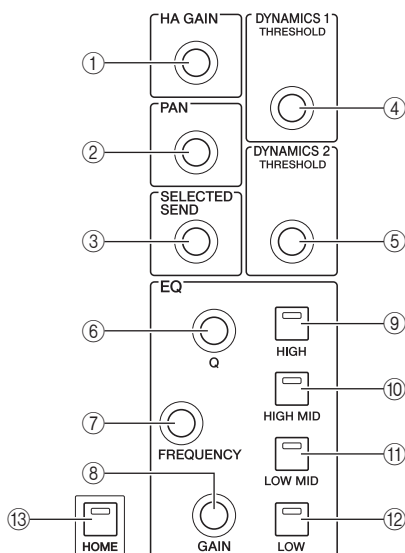 HA GAIN
①
PAN
②
SELECTED
SEND
③
DYNAMICS 1
THRESHOLD
④
DYNAMICS 2
THRESHOLD
⑤
EQ
⑥
Q
⑦
FREQUENCY
⑧
GAIN
⑨
HIGH
⑩
HIGH MID
⑪
LOW MID
⑫
LOW
⑬
HOME